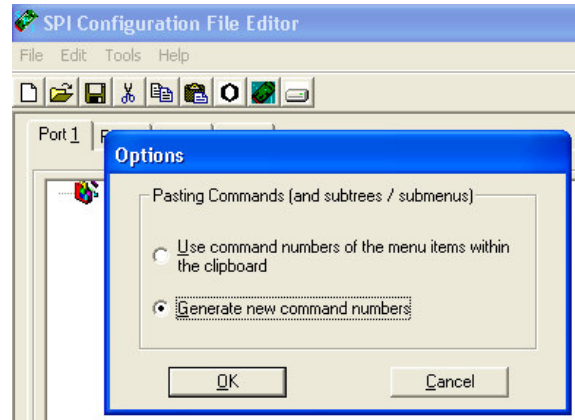 SPI Configuration File Editor
File Edit Tools Help
Port 1
Options
Pasting Commands (and subtrees / submenus)
Use command numbers of the menu items within
the clipboard
Generate new command numbers
OK Cancel